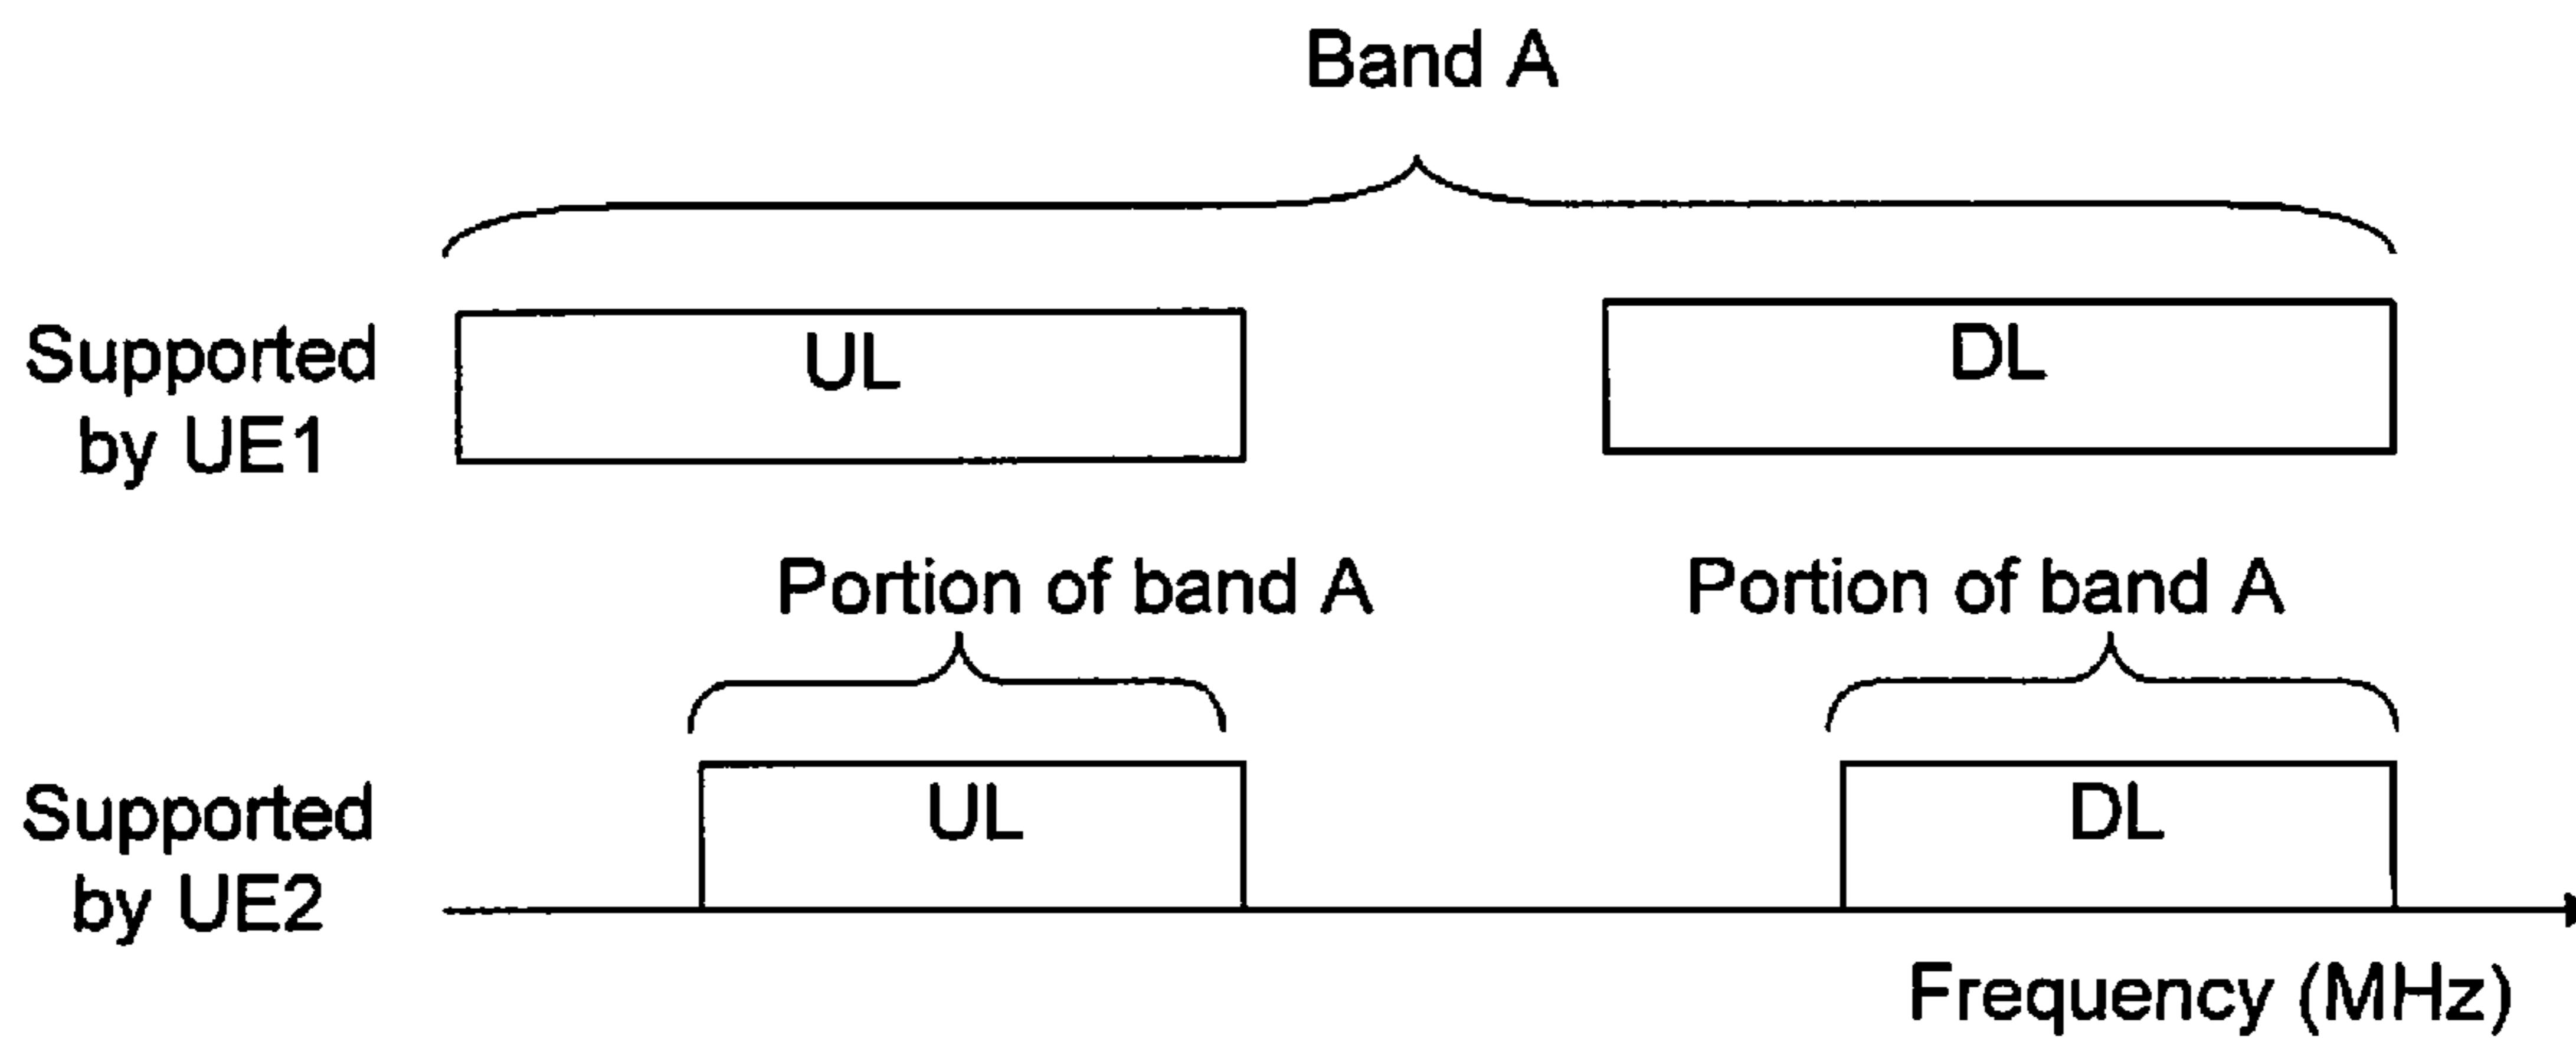 Band A
Supported
by UE1
UL
DL
Portion of band A
Portion of band A
Supported
by UE2
UL
DL
Frequency (MHz)